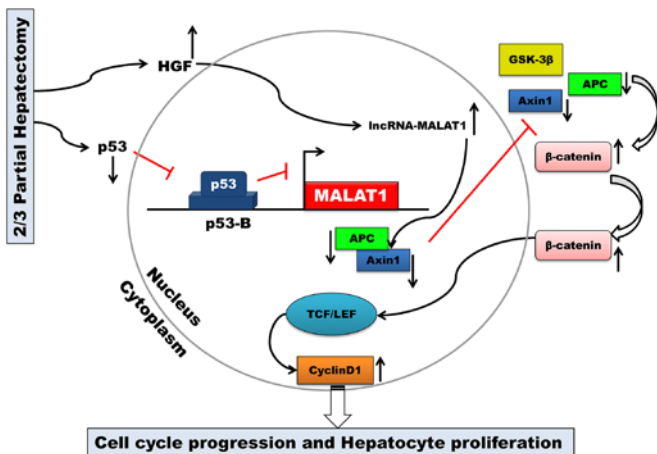 2/3 Partial Hepatectomy
HGF
p53
lncRNA-MALAT1
p53
MALAT1
p53-B
APC
Axin1
GSK-3β
APC
Axin1
β-catenin
β-catenin
TCF/LEF
CyclinD1
Nucleus
Cytoplasm
Cell cycle progression and Hepatocyte proliferation